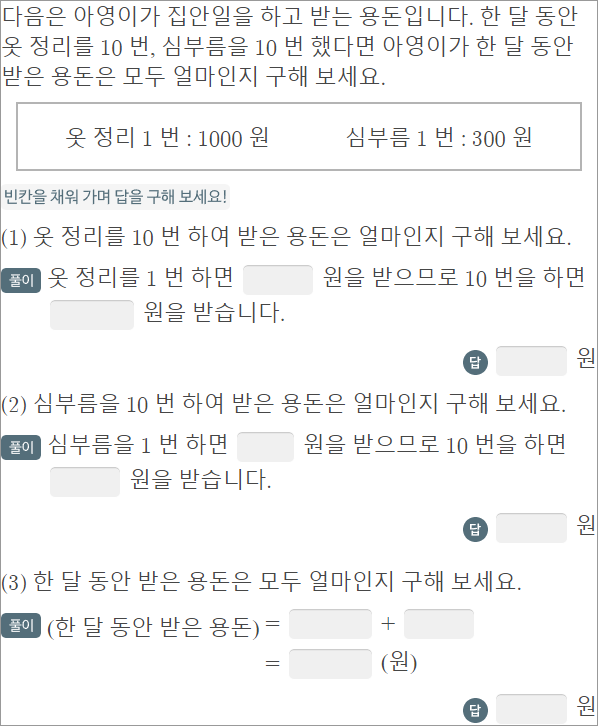 다음은 아영이가 집안일을 하고 받는 용돈입니다. 한 달 동안
옷 정리를 10 번, 심부름을 10 번 했다면 아영이가 한 달 동안
받은 용돈은 모두 얼마인지 구해 보세요.
옷 정리 1 번 : 1000 원 심부름 1 번 : 300 원
빈칸을 채워 가며 답을 구해 보세요!
(1) 옷 정리를 10 번 하여 받은 용돈은 얼마인지 구해 보세요.
풀이 옷 정리를 1 번 하면 원을 받으므로 10 번을 하면
원을 받습니다.
답 원
(2) 심부름을 10 번 하여 받은 용돈은 얼마인지 구해 보세요.
풀이 심부름을 1 번 하면 원을 받으므로 10 번을 하면
원을 받습니다.
답 원
(3) 한 달 동안 받은 용돈은 모두 얼마인지 구해 보세요.
풀이 (한 달 동안 받은 용돈) = +
= (원)
답 원